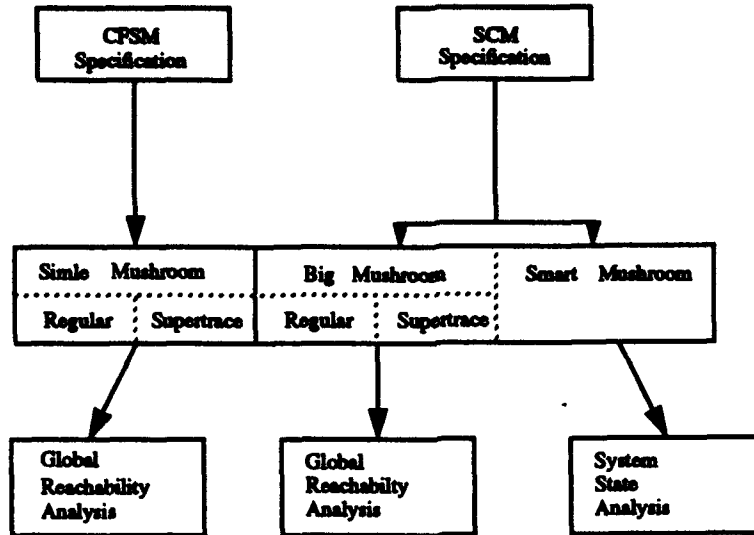 CFSM
Specification
SCM
Specification
Simle Mushroom
Big Mushroom
Smart Mushroom
Regular
Supertrace
Regular
Supertrace
Global
Reachability
Analysis
Global
Reachabilty
Analysis
System
State
Analysis